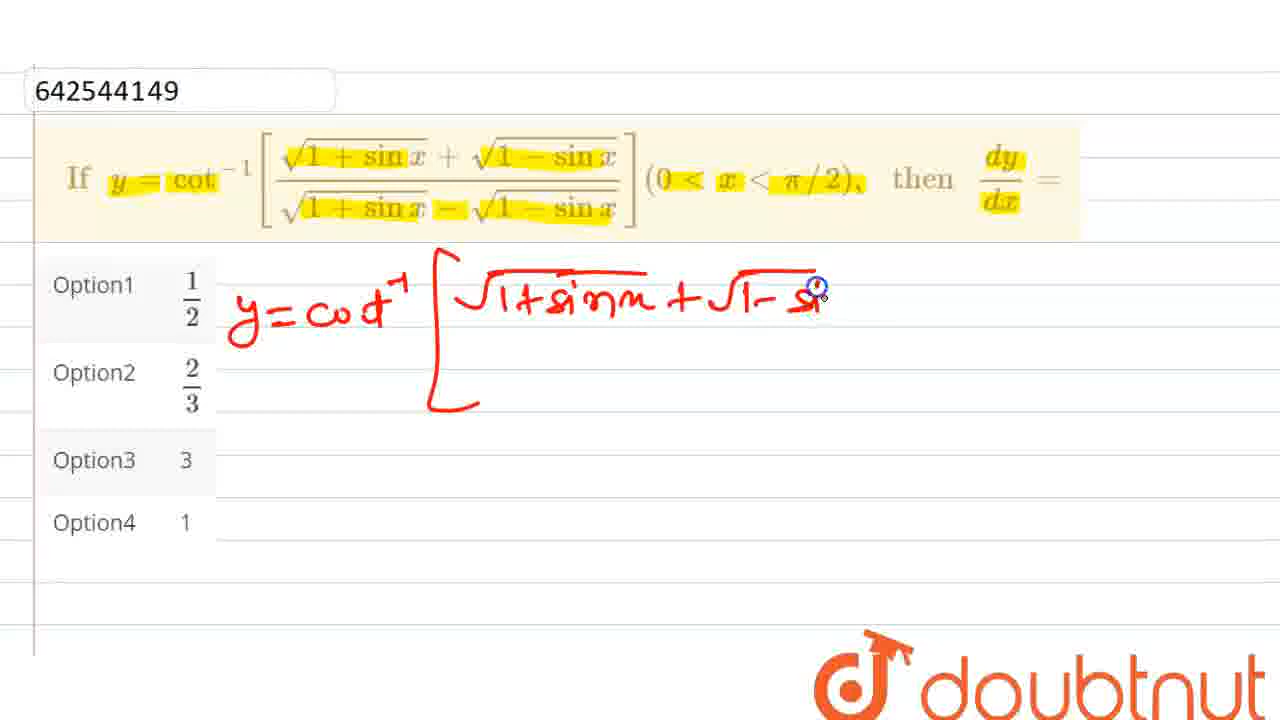 642544149
If y = cot⁻¹ [ (√(1 + sin x) + √(1 − sin x)) / (√(1 + sin x) − √(1 − sin x)) ] (0 < x < π/2), then dy/dx =
Option1 1/2
y = cot⁻¹ [ √(1+sinx) + √(1- si
Option2 2/3
Option3 3
Option4 1
doubtnut